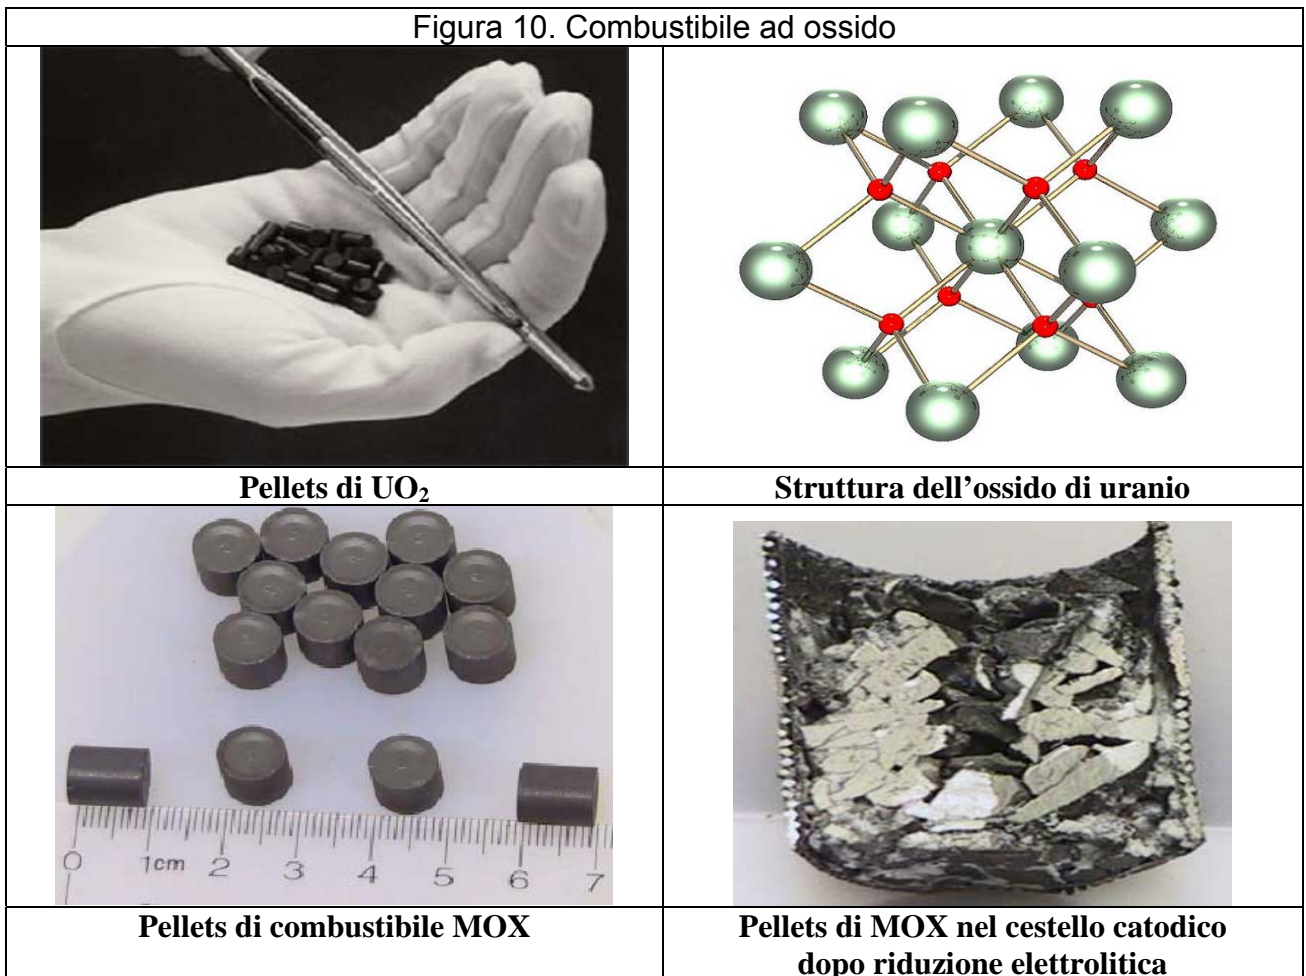 Figura 10. Combustibile ad ossido
Pellets di UO₂
Struttura dell’ossido di uranio
0 1cm 2 3 4 5 6 7
Pellets di combustibile MOX
Pellets di MOX nel cestello catodico
dopo riduzione elettrolitica